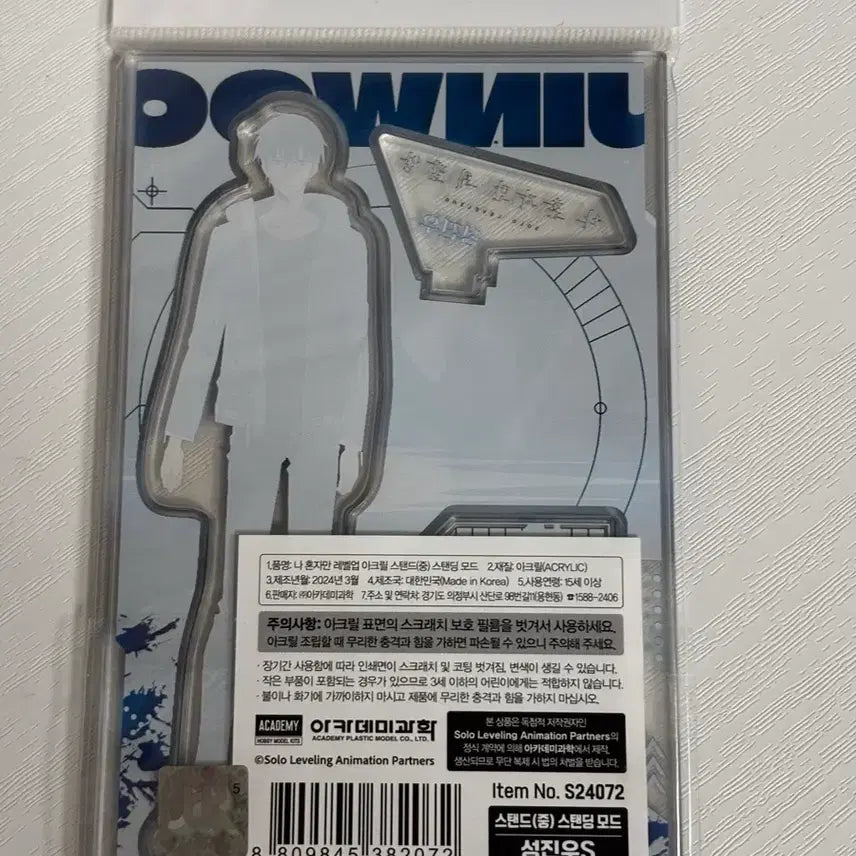 JINWOO
1.품명: 나 혼자만 레벨업 아크릴 스탠드(중) 스탠딩 모드 2.재질: 아크릴(ACRYLIC)
3.제조년월: 2024년 3월 4.제조국: 대한민국(Made in Korea) 5.사용연령: 15세 이상
6.판매자: ㈜아카데미과학 7.주소 및 연락처: 경기도 의정부시 산단로 98번길11(용현동) ☎1588-2406
주의사항: 아크릴 표면의 스크래치 보호 필름을 벗겨서 사용하세요.
아크릴 조립할 때 무리한 충격과 힘을 가하면 파손될 수 있으니 주의해 주세요.
· 장기간 사용함에 따라 인쇄면이 스크래치 및 코팅 벗겨짐, 변색이 생길 수 있습니다.
· 작은 부품이 포함되는 경우가 있으므로 3세 이하의 어린이에게는 적합하지 않습니다.
· 불이나 화기에 가까이하지 마시고 제품에 무리한 충격과 힘을 가하지 마십시오.
ACADEMY
HOBBY MODEL KITS
아카데미과학
ACADEMY PLASTIC MODEL CO., LTD.
©Solo Leveling Animation Partners
본 상품은 독점적 저작권자인
Solo Leveling Animation Partners의
정식 계약에 의해 아카데미과학에서 제작,
생산되므로 무단 복제 시 법의 처벌을 받습니다.
Item No. S24072
스탠드(중) 스탠딩 모드
성진우S
8 809845 382072
5